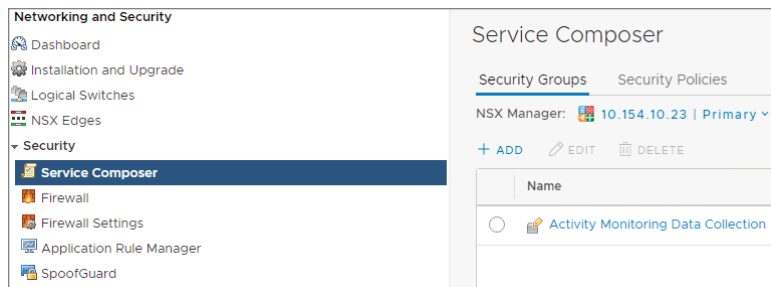 Networking and Security
Dashboard
Installation and Upgrade
Logical Switches
NSX Edges
Security
Service Composer
Firewall
Firewall Settings
Application Rule Manager
SpoofGuard
Service Composer
Security Groups Security Policies
NSX Manager: 10.154.10.23 | Primary
+ ADD EDIT DELETE
Name
Activity Monitoring Data Collection